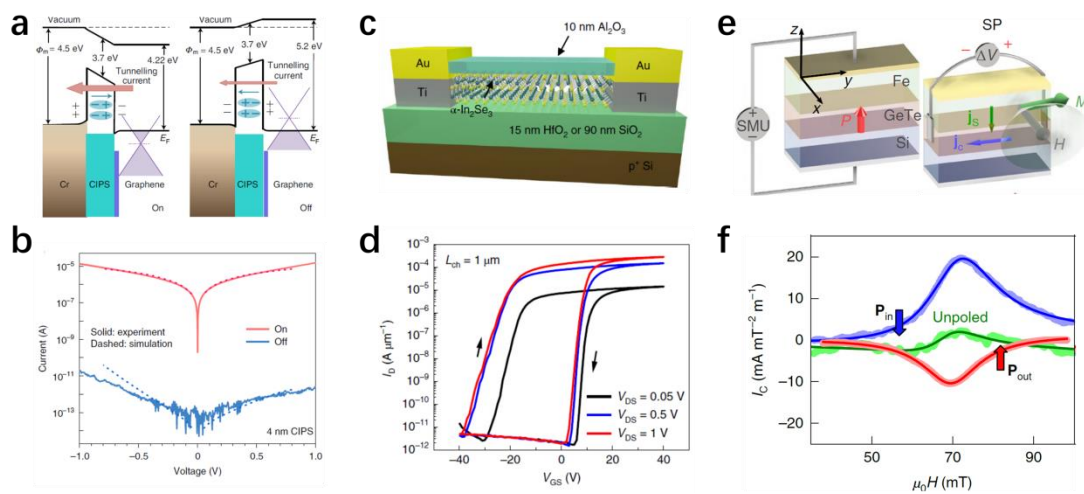 a
Vacuum
Φm = 4.5 eV
3.7 eV
4.22 eV
Tunnelling
current
EF
Cr
CIPS
Graphene
On
Vacuum
Φm = 4.5 eV
3.7 eV
5.2 eV
Tunnelling
current
EF
Cr
CIPS
Graphene
Off
b
Current (A)
10⁻⁵
10⁻⁷
10⁻⁹
10⁻¹¹
10⁻¹³
Solid: experiment
Dashed: simulation
On
Off
4 nm CIPS
−1.0
−0.5
0
0.5
1.0
Voltage (V)
c
10 nm Al₂O₃
Au
Au
Ti
Ti
α-In₂Se₃
15 nm HfO₂ or 90 nm SiO₂
p⁺ Si
d
ID (A μm⁻¹)
10⁻³
10⁻⁴
10⁻⁵
10⁻⁶
10⁻⁷
10⁻⁸
10⁻⁹
10⁻¹⁰
10⁻¹¹
10⁻¹²
Lch = 1 μm
VDS = 0.05 V
VDS = 0.5 V
VDS = 1 V
−40
−20
0
20
40
VGS (V)
e
z
y
x
SMU
Fe
P
GeTe
Si
SP
− ΔV +
M
jS
jc
H
f
IC (mA mT⁻² m⁻¹)
20
10
0
−10
−20
Pin
Unpoled
Pout
50
70
90
μ₀H (mT)